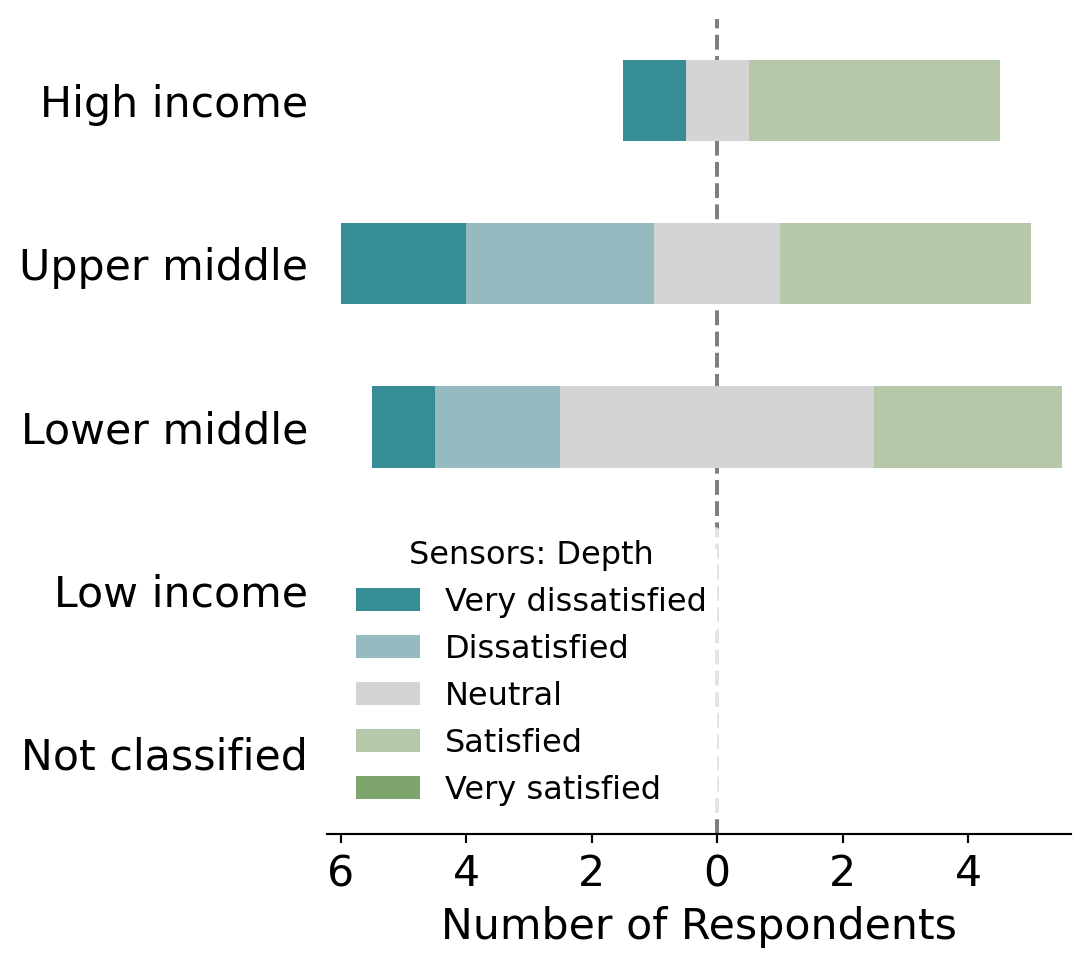 High income
Upper middle
Lower middle
Low income
Not classified
Sensors: Depth
Very dissatisfied
Dissatisfied
Neutral
Satisfied
Very satisfied
6 4 2 0 2 4
Number of Respondents